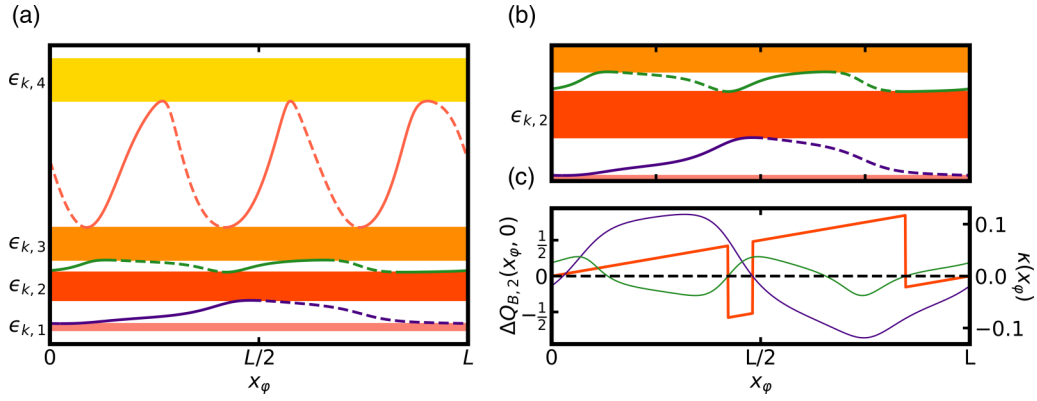 (a)
ϵk,4
ϵk,3
ϵk,2
ϵk,1
0
L/2
L
xφ
(b)
ϵk,2
(c)
ΔQB,2(xφ, 0)
1/2
0
−1/2
0.1
0.0
−0.1
κ(xφ)
0
L/2
L
xφ